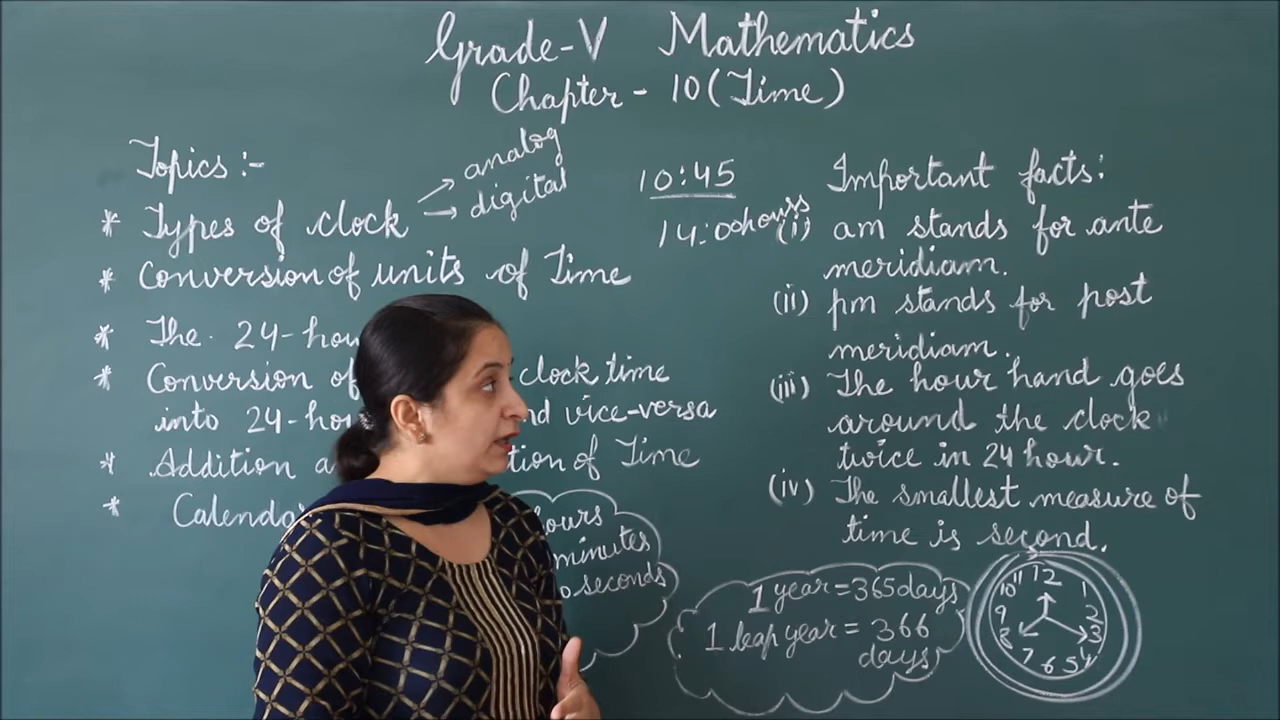 Grade-V Mathematics
Chapter - 10 (Time)
Topics :-
* Types of clock → analog
→ digital
* Conversion of units of Time
* The 24-hou
* Conversion of clock time
into 24-hou nd vice-versa
* Addition a tion of Time
* Calenda
hours
minutes
seconds
10:45
14:00hours
Important facts:
(i) am stands for ante
meridiam.
(ii) pm stands for post
meridiam.
(iii) The hour hand goes
around the clock
twice in 24 hour.
(iv) The smallest measure of
time is second.
1 year = 365 days
1 leap year = 366
days
12 1 2 3 4 5 6 7 8 9 10 11